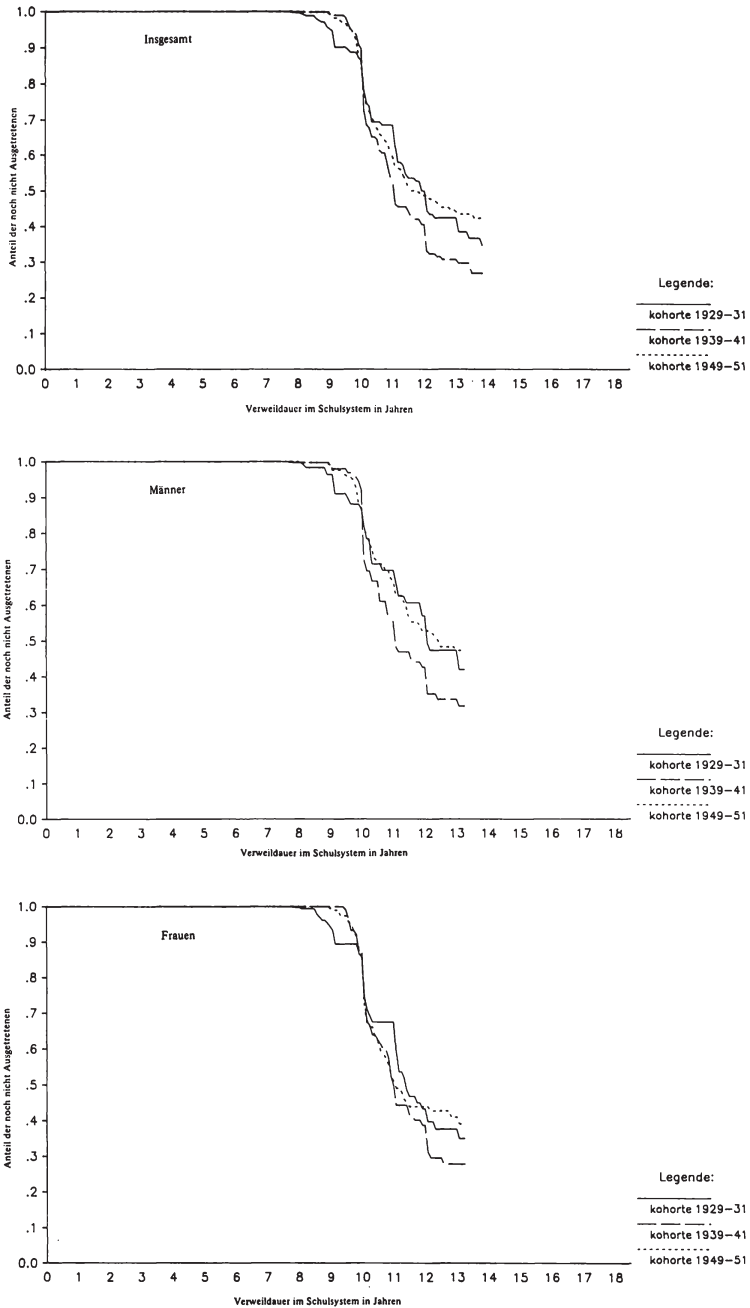 1.0
.9
.8
.7
.6
.5
.4
.3
.2
.1
0.0
Anteil der noch nicht Ausgetretenen
Insgesamt
0 1 2 3 4 5 6 7 8 9 10 11 12 13 14 15 16 17 18
Verweildauer im Schulsystem in Jahren
Legende:
kohorte 1929-31
kohorte 1939-41
kohorte 1949-51
1.0
.9
.8
.7
.6
.5
.4
.3
.2
.1
0.0
Anteil der noch nicht Ausgetretenen
Männer
0 1 2 3 4 5 6 7 8 9 10 11 12 13 14 15 16 17 18
Verweildauer im Schulsystem in Jahren
Legende:
kohorte 1929-31
kohorte 1939-41
kohorte 1949-51
1.0
.9
.8
.7
.6
.5
.4
.3
.2
.1
0.0
Anteil der noch nicht Ausgetretenen
Frauen
0 1 2 3 4 5 6 7 8 9 10 11 12 13 14 15 16 17 18
Verweildauer im Schulsystem in Jahren
Legende:
kohorte 1929-31
kohorte 1939-41
kohorte 1949-51